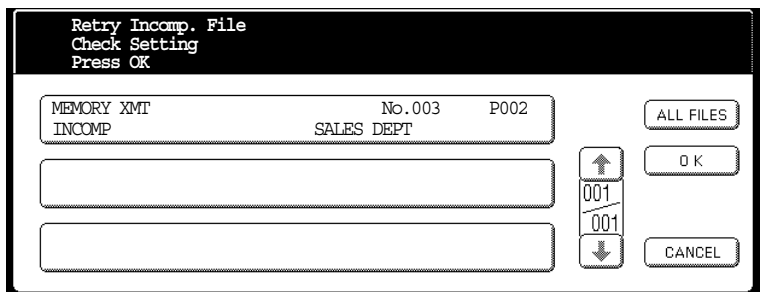 Retry Incomp. File
Check Setting
Press OK
MEMORY XMT No.003 P002
INCOMP SALES DEPT
ALL FILES
OK
001
001
CANCEL